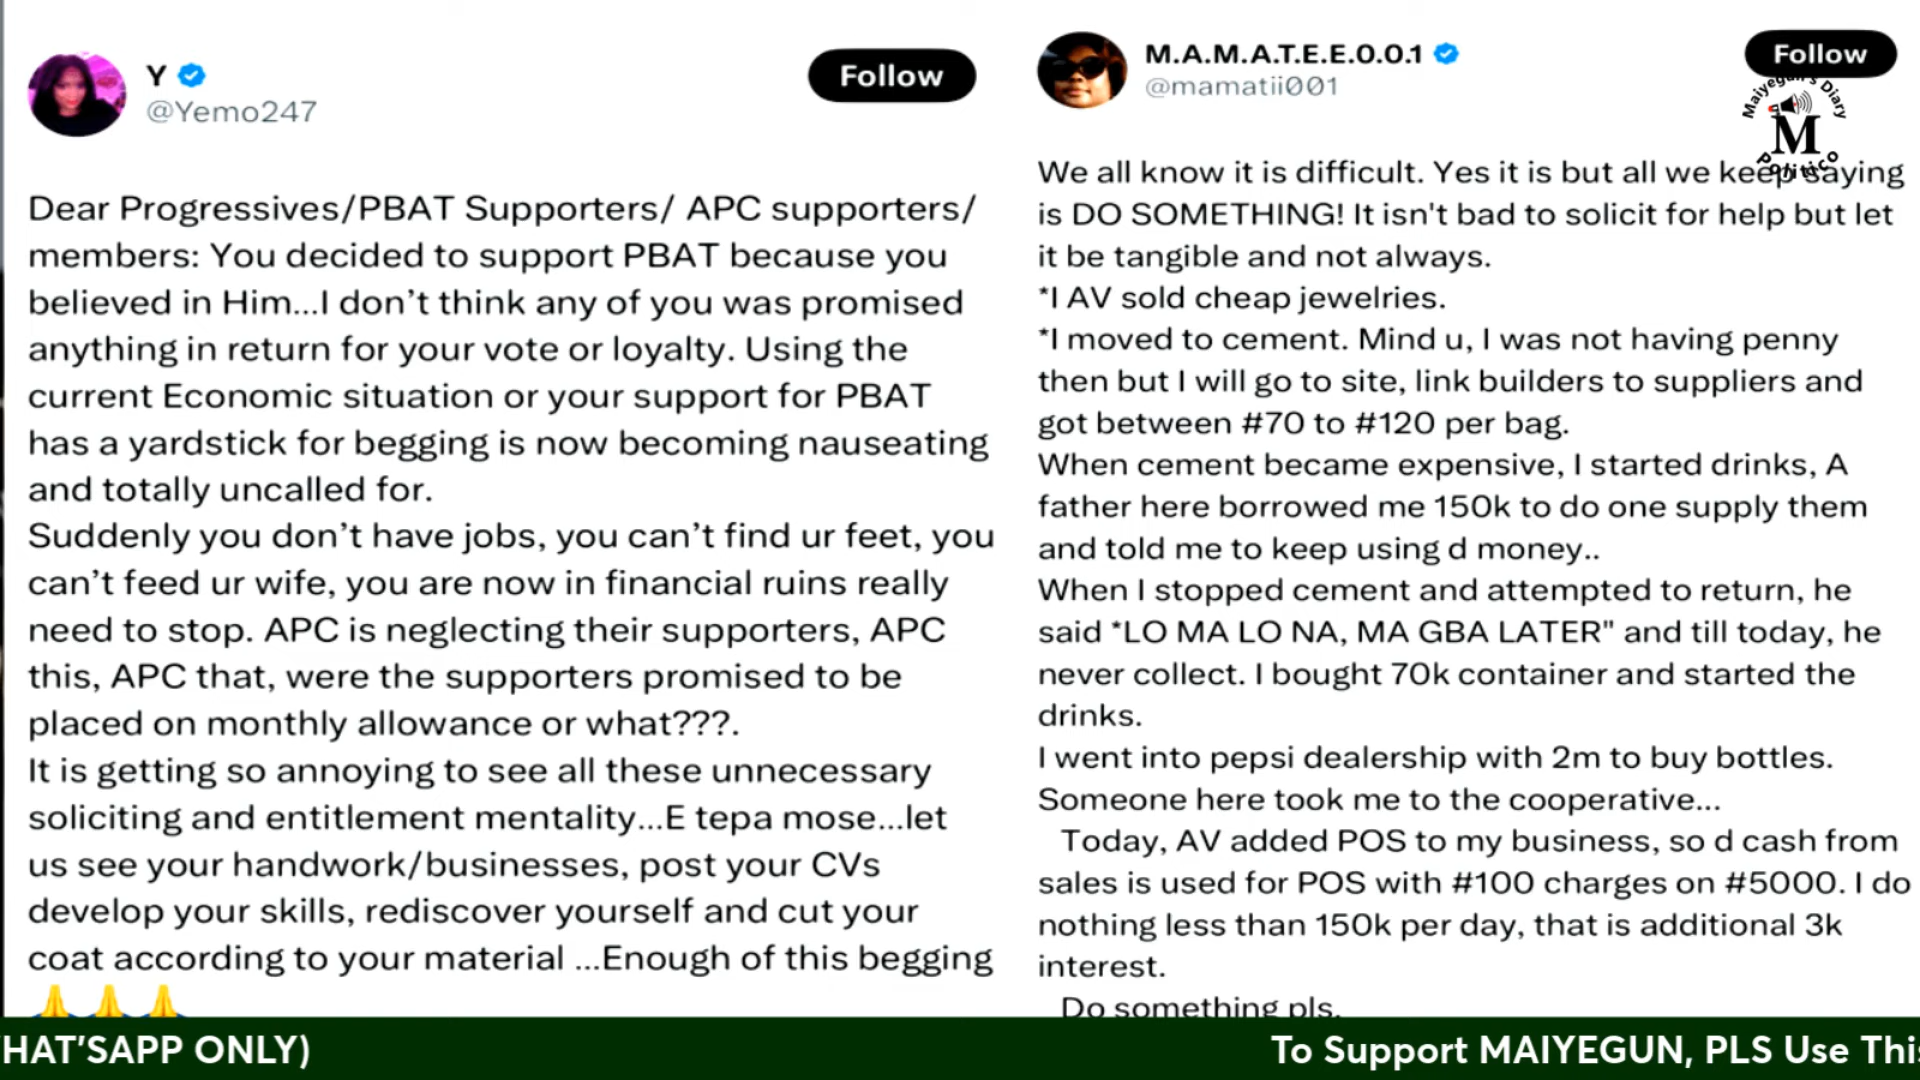 Y
@Yemo247
Follow
Dear Progressives/PBAT Supporters/ APC supporters/
members: You decided to support PBAT because you
believed in Him...I don’t think any of you was promised
anything in return for your vote or loyalty. Using the
current Economic situation or your support for PBAT
has a yardstick for begging is now becoming nauseating
and totally uncalled for.
Suddenly you don’t have jobs, you can’t find ur feet, you
can’t feed ur wife, you are now in financial ruins really
need to stop. APC is neglecting their supporters, APC
this, APC that, were the supporters promised to be
placed on monthly allowance or what???.
It is getting so annoying to see all these unnecessary
soliciting and entitlement mentality...E tepa mose...let
us see your handwork/businesses, post your CVs
develop your skills, rediscover yourself and cut your
coat according to your material ...Enough of this begging
🙏🙏🙏
M.A.M.A.T.E.E.0.0.1
@mamatii001
Follow
Maiyegun's Diary
M
Politico
We all know it is difficult. Yes it is but all we keep saying
is DO SOMETHING! It isn't bad to solicit for help but let
it be tangible and not always.
*I AV sold cheap jewelries.
*I moved to cement. Mind u, I was not having penny
then but I will go to site, link builders to suppliers and
got between #70 to #120 per bag.
When cement became expensive, I started drinks, A
father here borrowed me 150k to do one supply them
and told me to keep using d money..
When I stopped cement and attempted to return, he
said *LO MA LO NA, MA GBA LATER" and till today, he
never collect. I bought 70k container and started the
drinks.
I went into pepsi dealership with 2m to buy bottles.
Someone here took me to the cooperative...
Today, AV added POS to my business, so d cash from
sales is used for POS with #100 charges on #5000. I do
nothing less than 150k per day, that is additional 3k
interest.
Do something pls.
HAT’SAPP ONLY)
To Support MAIYEGUN, PLS Use This